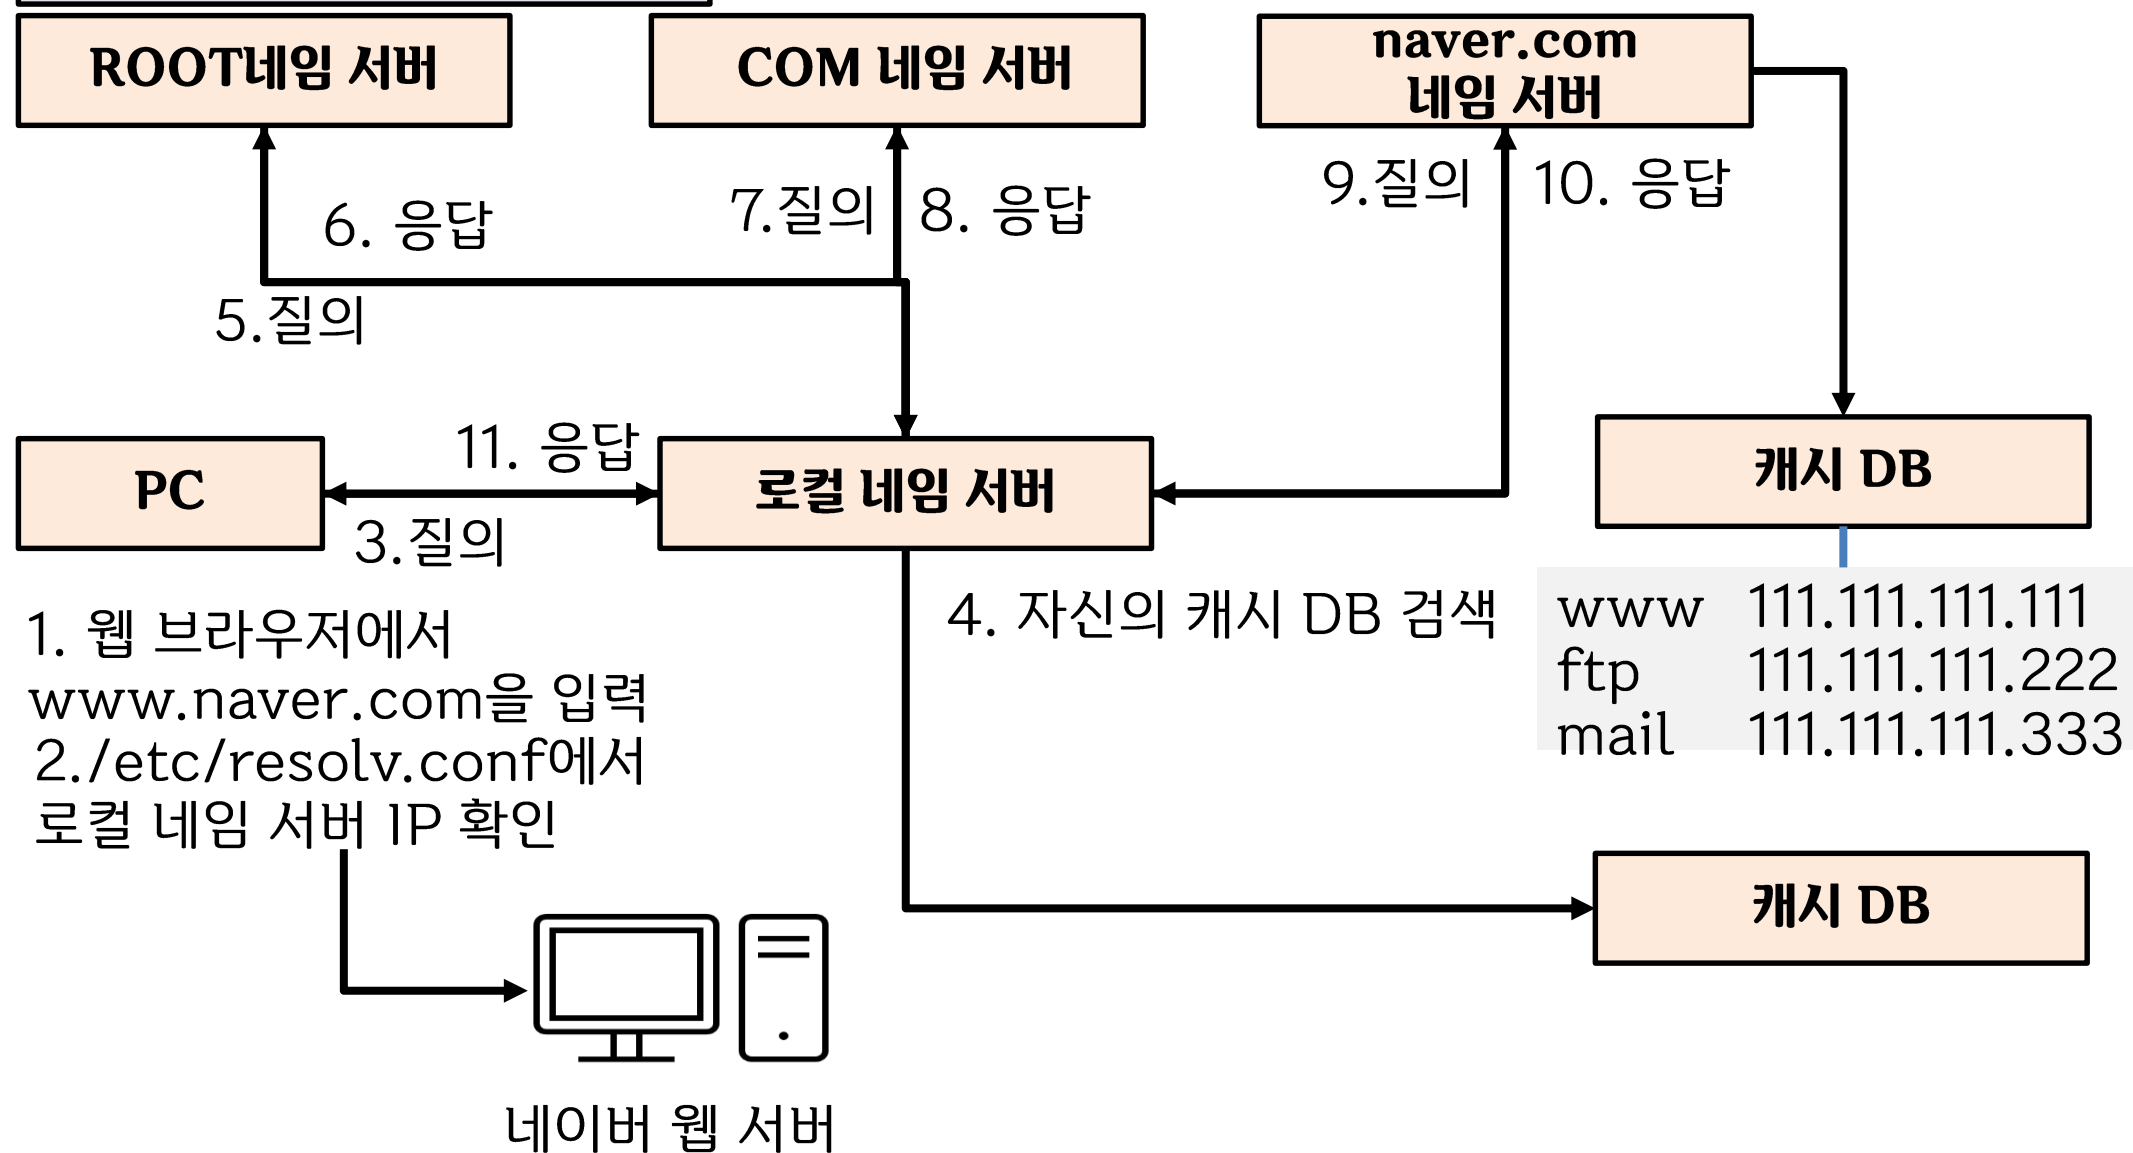 ROOT네임 서버
COM 네임 서버
naver.com
네임 서버
9.질의
10. 응답
7.질의
8. 응답
6. 응답
5.질의
11. 응답
PC
로컬 네임 서버
캐시 DB
3.질의
4. 자신의 캐시 DB 검색
www 111.111.111.111
ftp 111.111.111.222
mail 111.111.111.333
1. 웹 브라우저에서
www.naver.com을 입력
2./etc/resolv.conf에서
로컬 네임 서버 IP 확인
캐시 DB
네이버 웹 서버